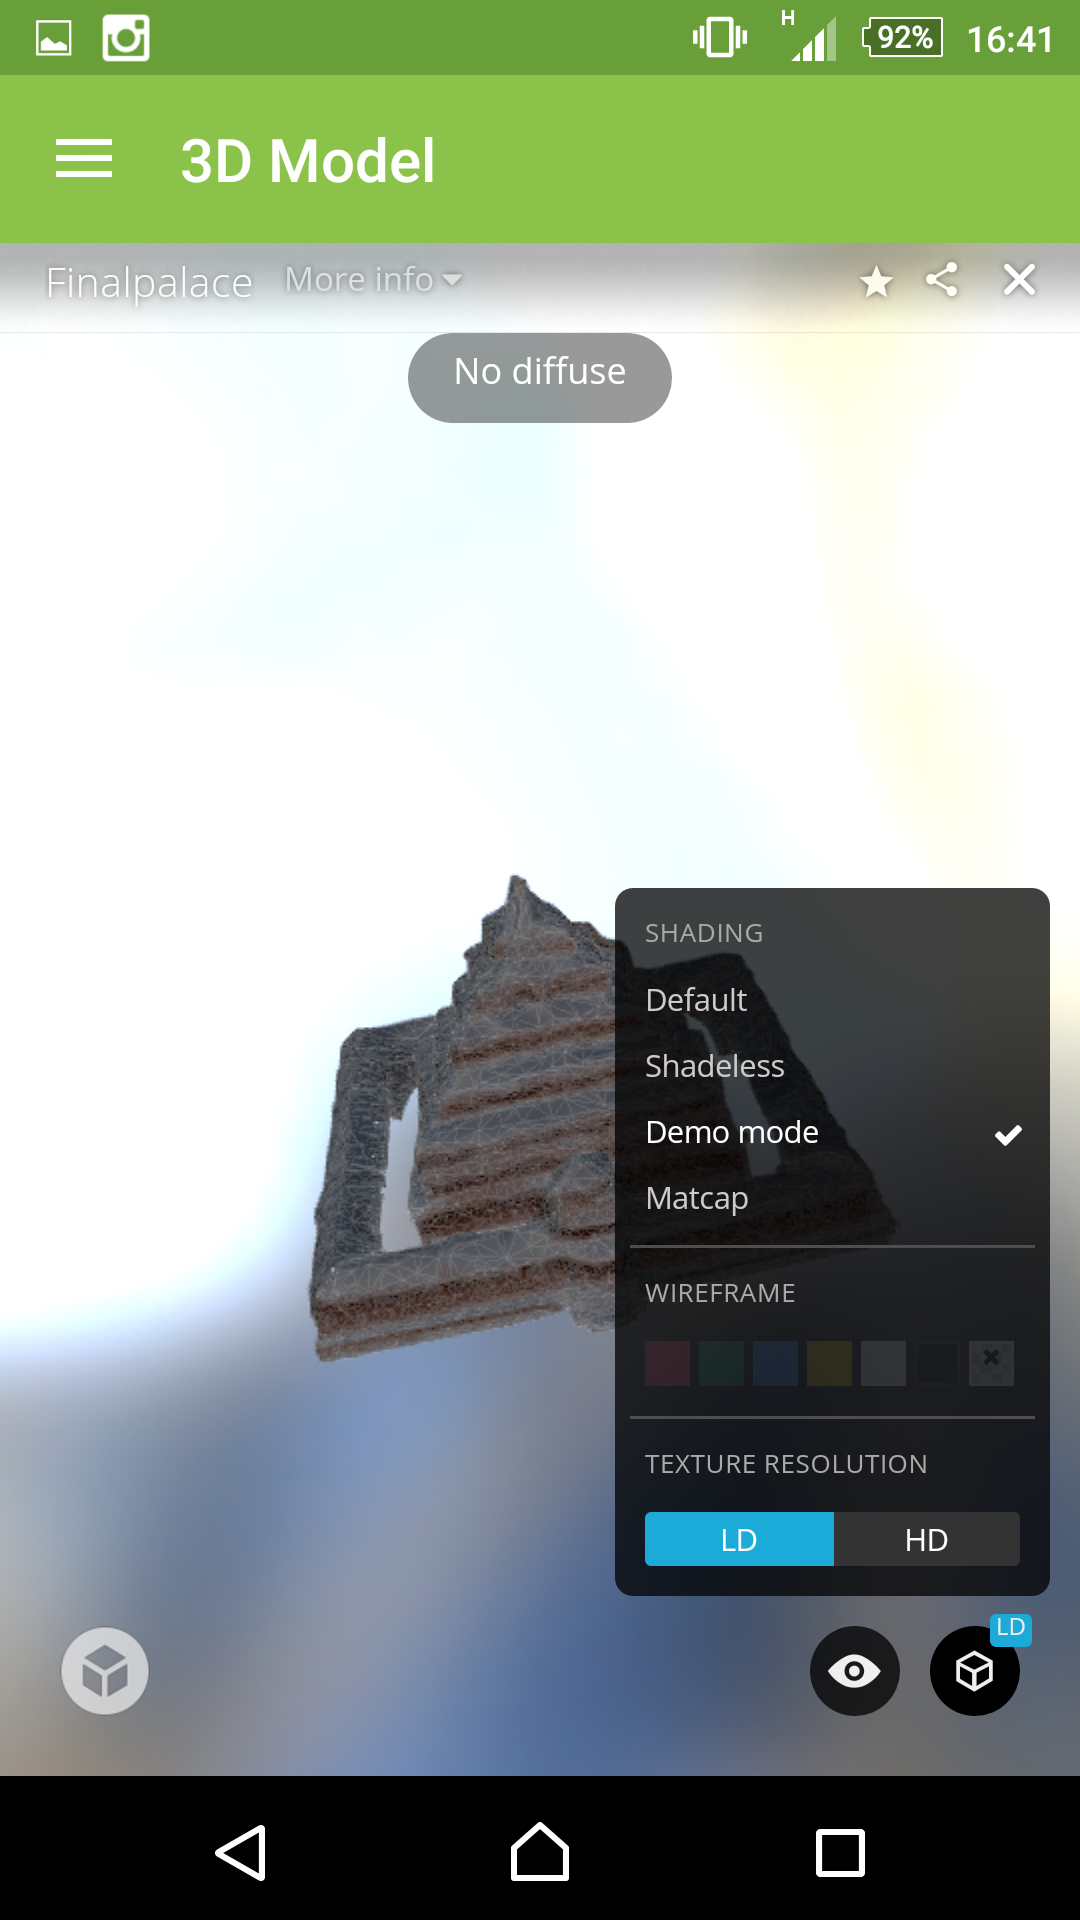 H 92% 16:41
3D Model
Finalpalace More info
No diffuse
SHADING
Default
Shadeless
Demo mode
Matcap
WIREFRAME
TEXTURE RESOLUTION
LD HD
LD